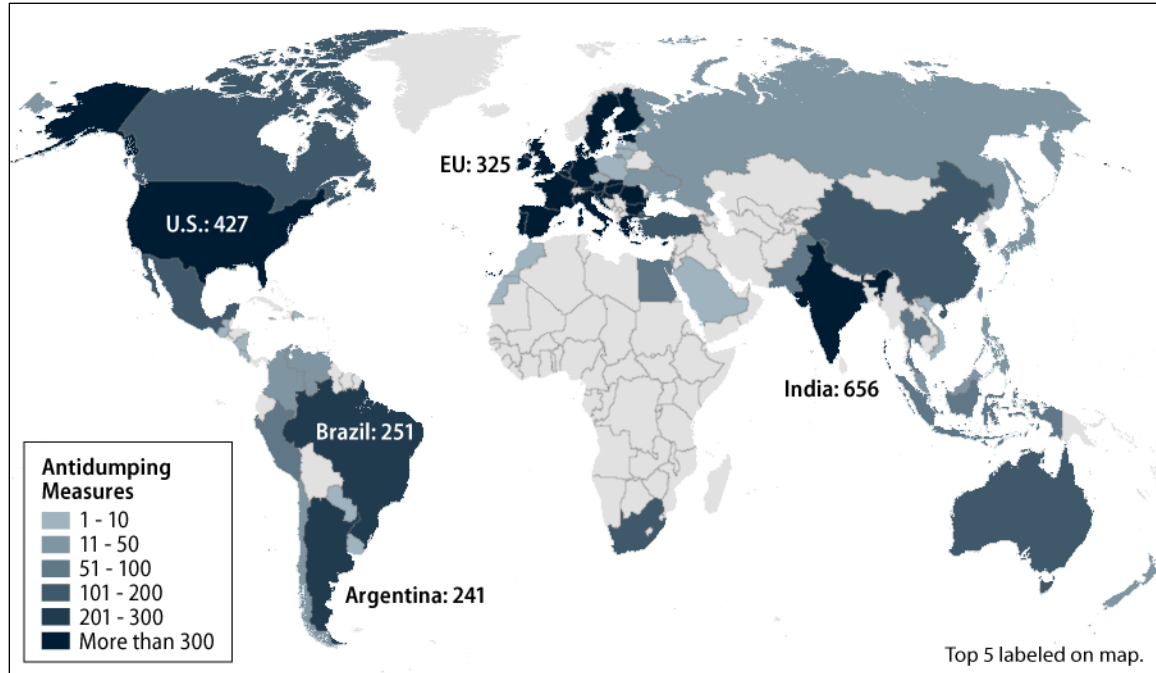 EU: 325
U.S.: 427
India: 656
Brazil: 251
Argentina: 241
Antidumping
Measures
1 - 10
11 - 50
51 - 100
101 - 200
201 - 300
More than 300
Top 5 labeled on map.